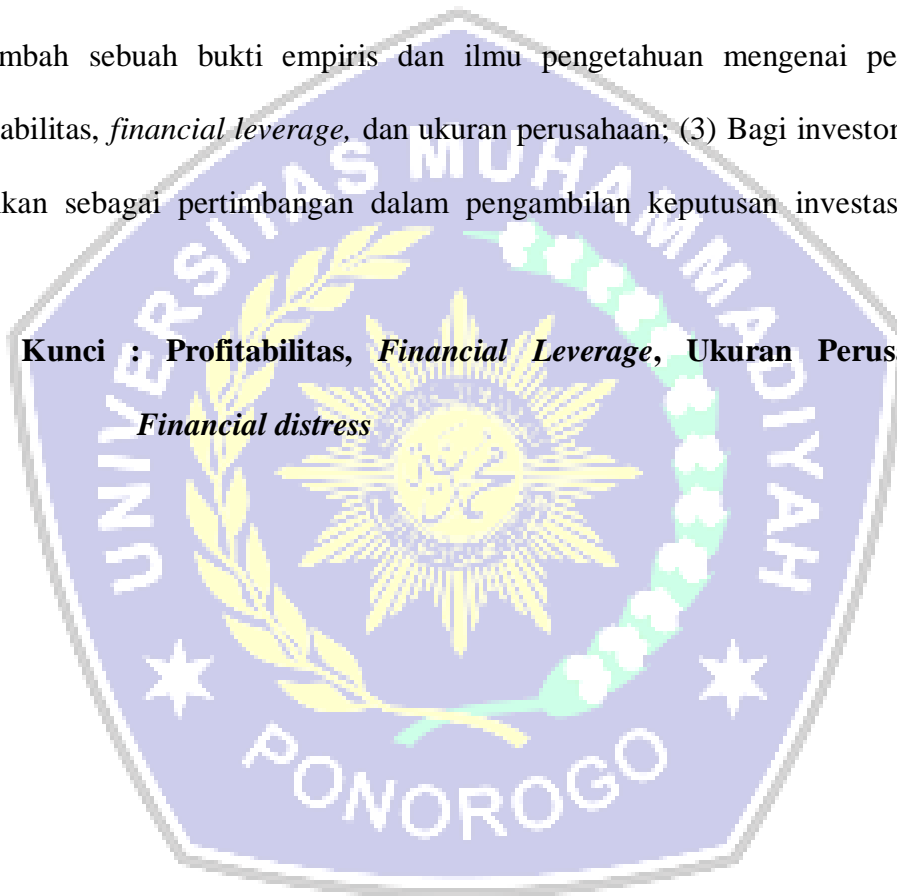 mbah sebuah bukti empiris dan ilmu pengetahuan mengenai pe
abilitas, financial leverage, dan ukuran perusahaan; (3) Bagi investor
kan sebagai pertimbangan dalam pengambilan keputusan investas
Kunci : Profitabilitas, Financial Leverage, Ukuran Perus
Financial distress
UNIVERSITAS MUHAMMADIYAH
PONOROGO